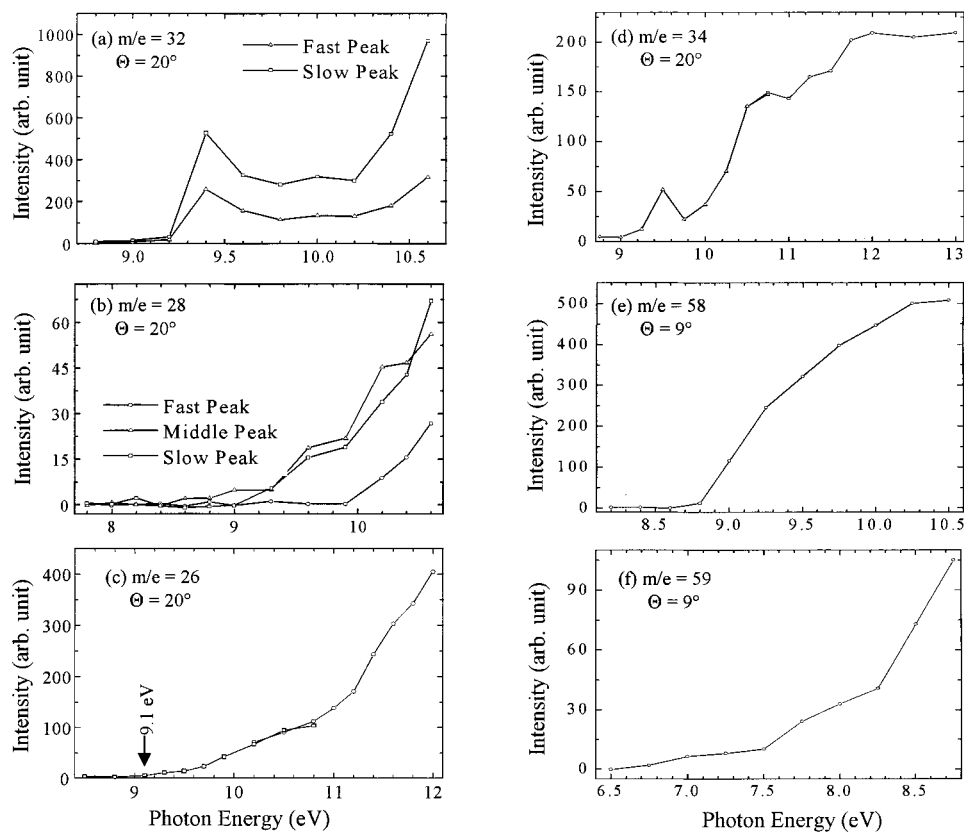 (a) m/e = 32
Θ = 20°
Fast Peak
Slow Peak
Intensity (arb. unit)
1000
800
600
400
200
0
9.0
9.5
10.0
10.5
(b) m/e = 28
Θ = 20°
Fast Peak
Middle Peak
Slow Peak
Intensity (arb. unit)
60
45
30
15
0
8
9
10
(c) m/e = 26
Θ = 20°
9.1 eV
Intensity (arb. unit)
400
300
200
100
0
9
10
11
12
Photon Energy (eV)
(d) m/e = 34
Θ = 20°
Intensity (arb. unit)
200
150
100
50
0
9
10
11
12
13
(e) m/e = 58
Θ = 9°
Intensity (arb. unit)
500
400
300
200
100
0
8.5
9.0
9.5
10.0
10.5
(f) m/e = 59
Θ = 9°
Intensity (arb. unit)
90
60
30
0
6.5
7.0
7.5
8.0
8.5
Photon Energy (eV)